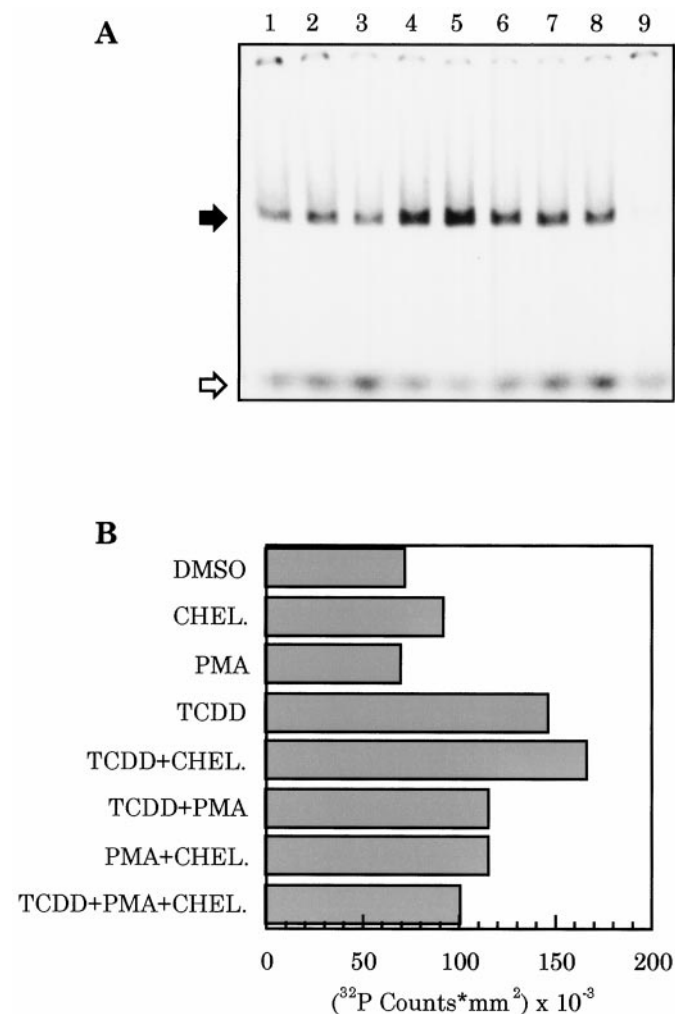 A
1 2 3 4 5 6 7 8 9
B
DMSO
CHEL.
PMA
TCDD
TCDD+CHEL.
TCDD+PMA
PMA+CHEL.
TCDD+PMA+CHEL.
0 50 100 150 200
(³²P Counts*mm²) x 10⁻³